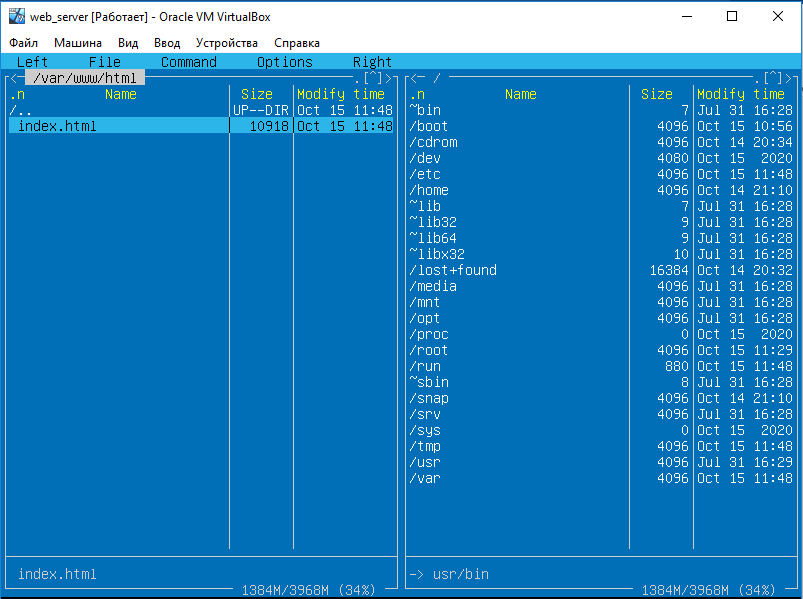 web_server [Работает] - Oracle VM VirtualBox
Файл Машина Вид Ввод Устройства Справка
Left File Command Options Right
<- /var/www/html .[^]>
.n Name Size Modify time
/.. UP--DIR Oct 15 11:48
index.html 10918 Oct 15 11:48
index.html
1384M/3968M (34%)
<- / .[^]>
.n Name Size Modify time
~bin 7 Jul 31 16:28
/boot 4096 Oct 15 10:56
/cdrom 4096 Oct 14 20:34
/dev 4080 Oct 15 2020
/etc 4096 Oct 15 11:48
/home 4096 Oct 14 21:10
~lib 7 Jul 31 16:28
~lib32 9 Jul 31 16:28
~lib64 9 Jul 31 16:28
~libx32 10 Jul 31 16:28
/lost+found 16384 Oct 14 20:32
/media 4096 Jul 31 16:28
/mnt 4096 Jul 31 16:28
/opt 4096 Jul 31 16:28
/proc 0 Oct 15 2020
/root 4096 Oct 15 11:29
/run 880 Oct 15 11:48
~sbin 8 Jul 31 16:28
/snap 4096 Oct 14 21:10
/srv 4096 Jul 31 16:28
/sys 0 Oct 15 2020
/tmp 4096 Oct 15 11:48
/usr 4096 Jul 31 16:29
/var 4096 Oct 15 11:48
-> usr/bin
1384M/3968M (34%)